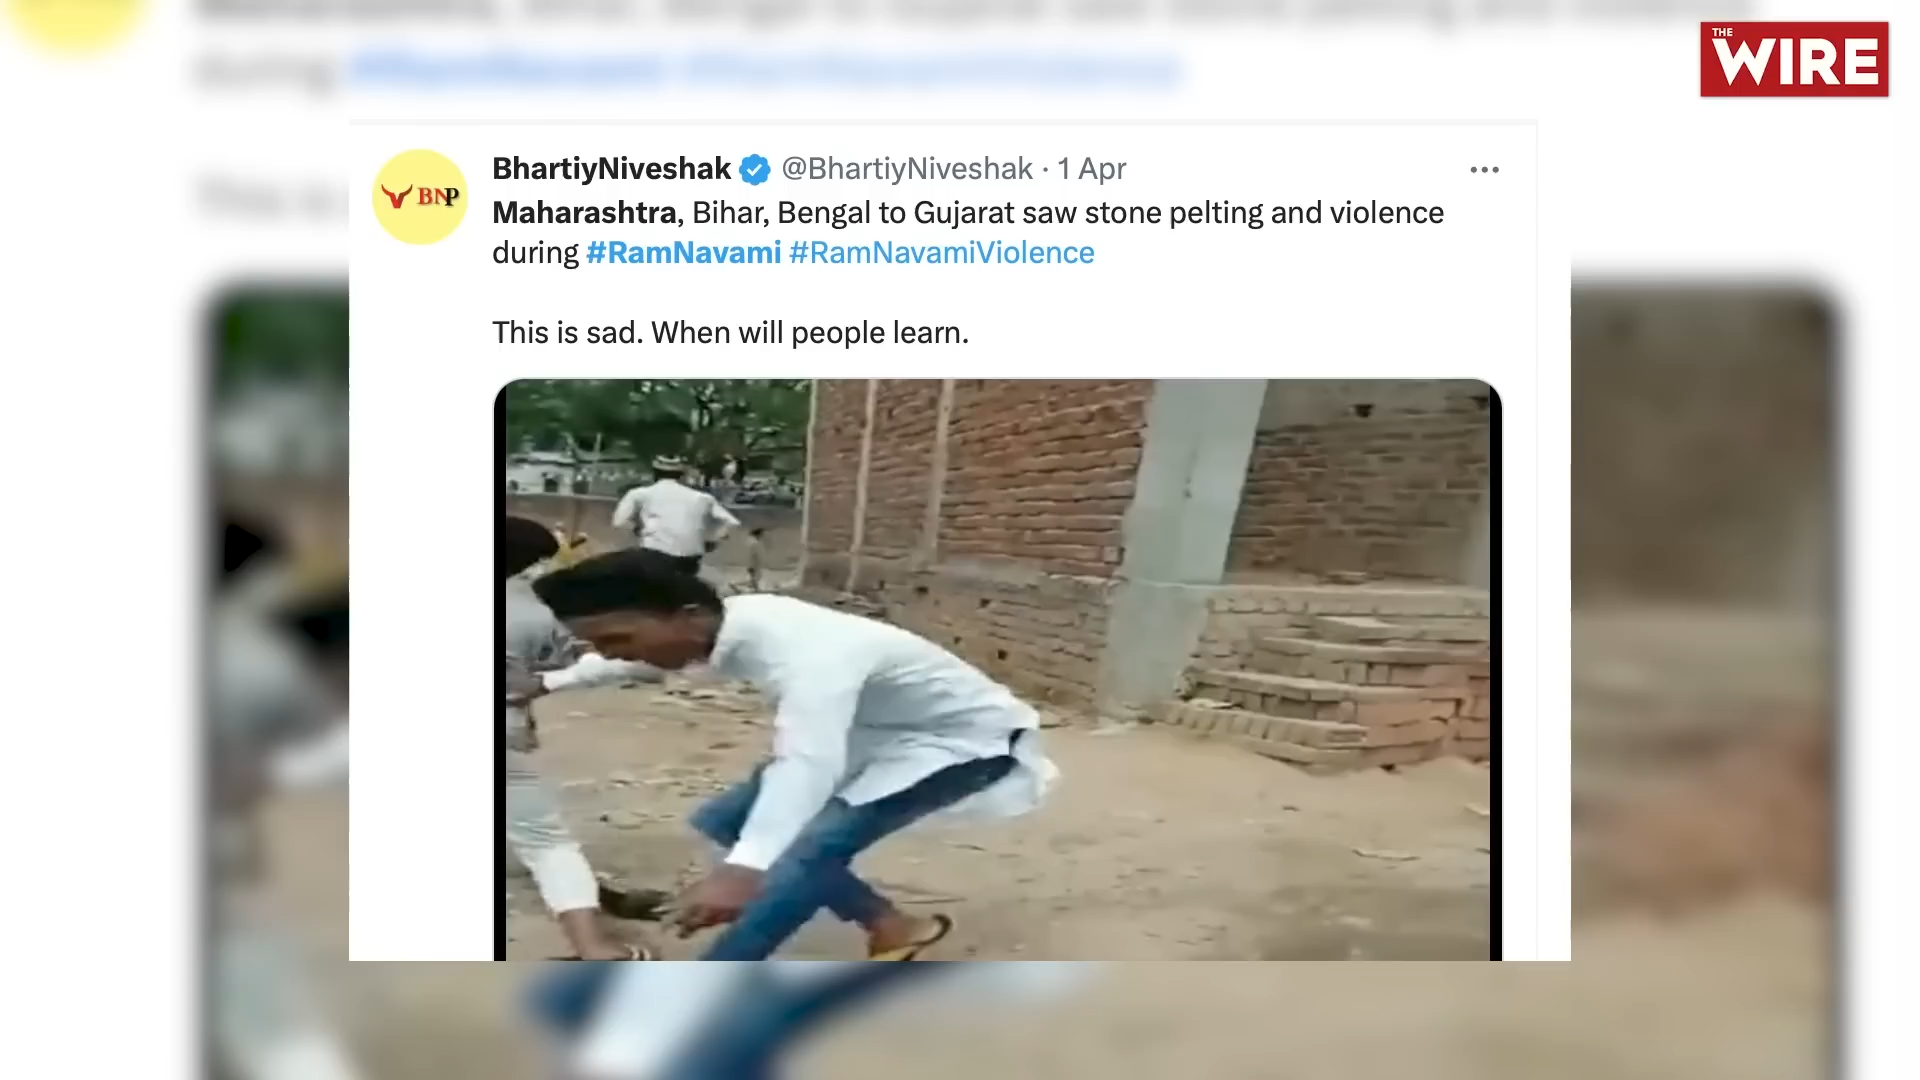 THE
WIRE
BNP
BhartiyNiveshak @BhartiyNiveshak · 1 Apr
Maharashtra, Bihar, Bengal to Gujarat saw stone pelting and violence
during #RamNavami #RamNavamiViolence
This is sad. When will people learn.